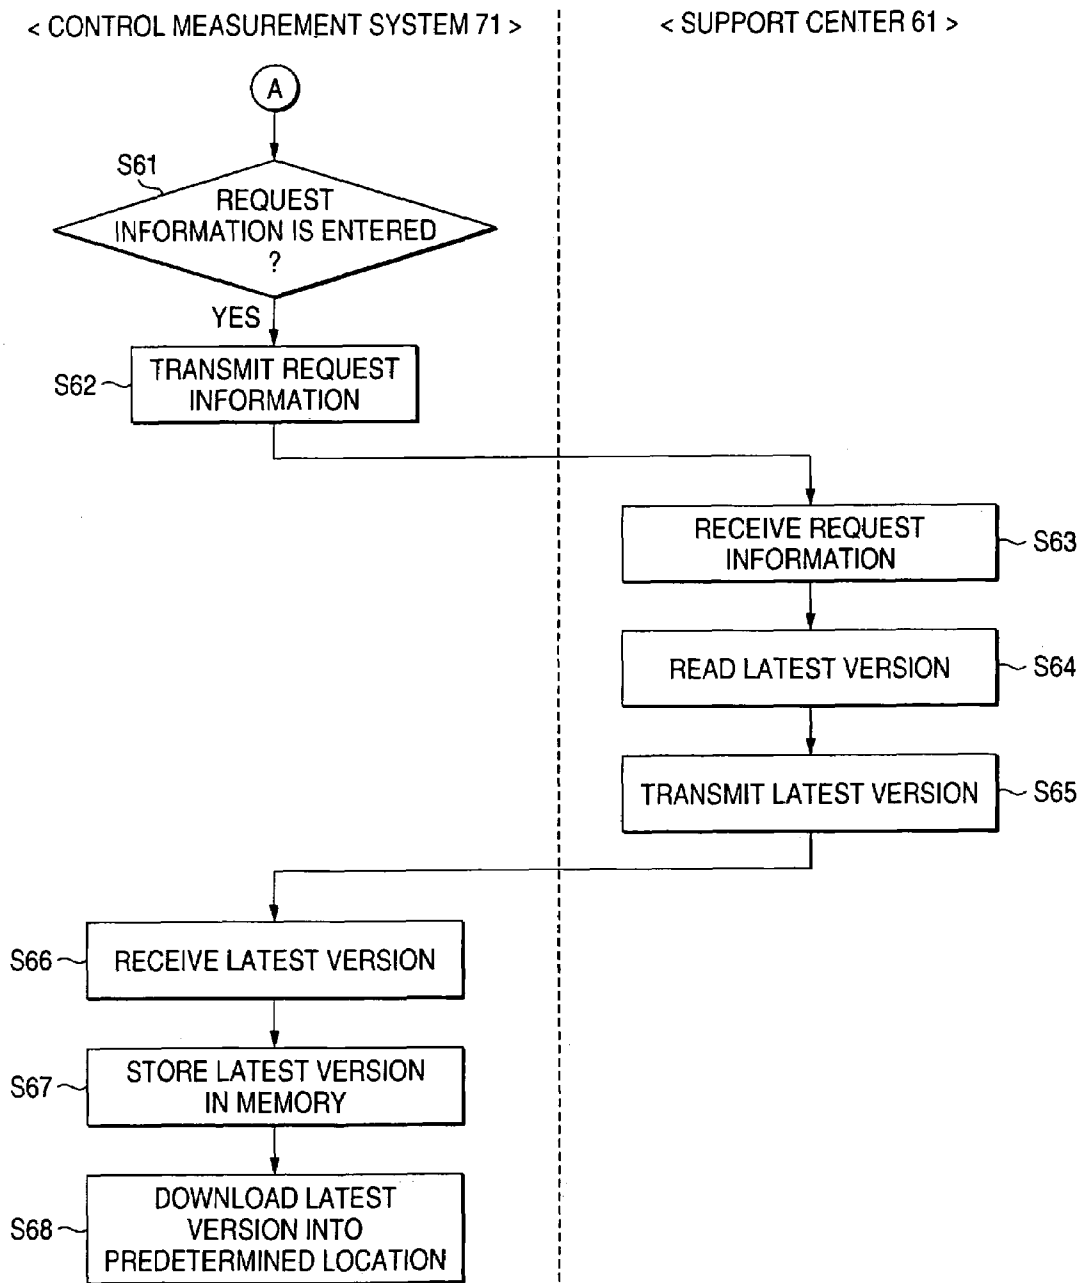 < CONTROL MEASUREMENT SYSTEM 71 >
< SUPPORT CENTER 61 >
A
S61
REQUEST
INFORMATION IS ENTERED
?
YES
S62
TRANSMIT REQUEST
INFORMATION
RECEIVE REQUEST
INFORMATION
S63
READ LATEST VERSION
S64
TRANSMIT LATEST VERSION
S65
S66
RECEIVE LATEST VERSION
S67
STORE LATEST VERSION
IN MEMORY
S68
DOWNLOAD LATEST
VERSION INTO
PREDETERMINED LOCATION